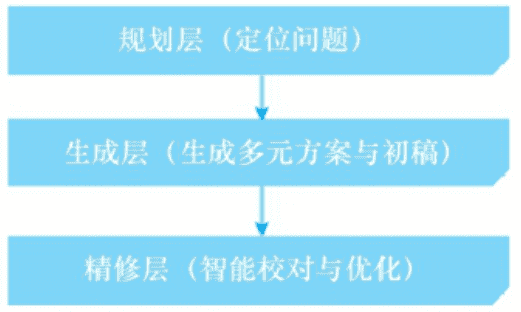 规划层（定位问题）
生成层（生成多元方案与初稿）
精修层（智能校对与优化）